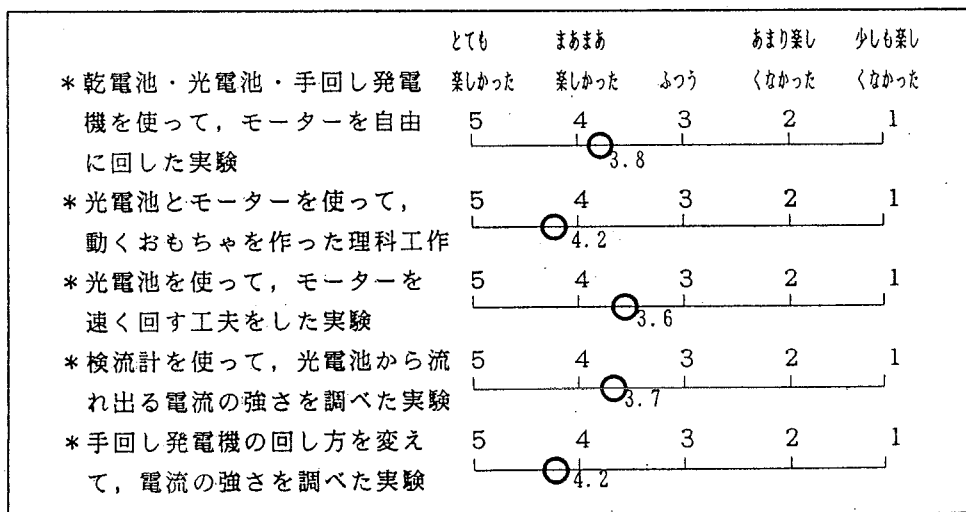 とても まあまあ あまり楽し 少しも楽し
＊乾電池・光電池・手回し発電 楽しかった 楽しかった ふつう くなかった くなかった
機を使って，モーターを自由 5 4 3 2 1
に回した実験 3.8
＊光電池とモーターを使って， 5 4 3 2 1
動くおもちゃを作った理科工作 4.2
＊光電池を使って，モーターを 5 4 3 2 1
速く回す工夫をした実験 3.6
＊検流計を使って，光電池から流 5 4 3 2 1
れ出る電流の強さを調べた実験 3.7
＊手回し発電機の回し方を変え 5 4 3 2 1
て，電流の強さを調べた実験 4.2